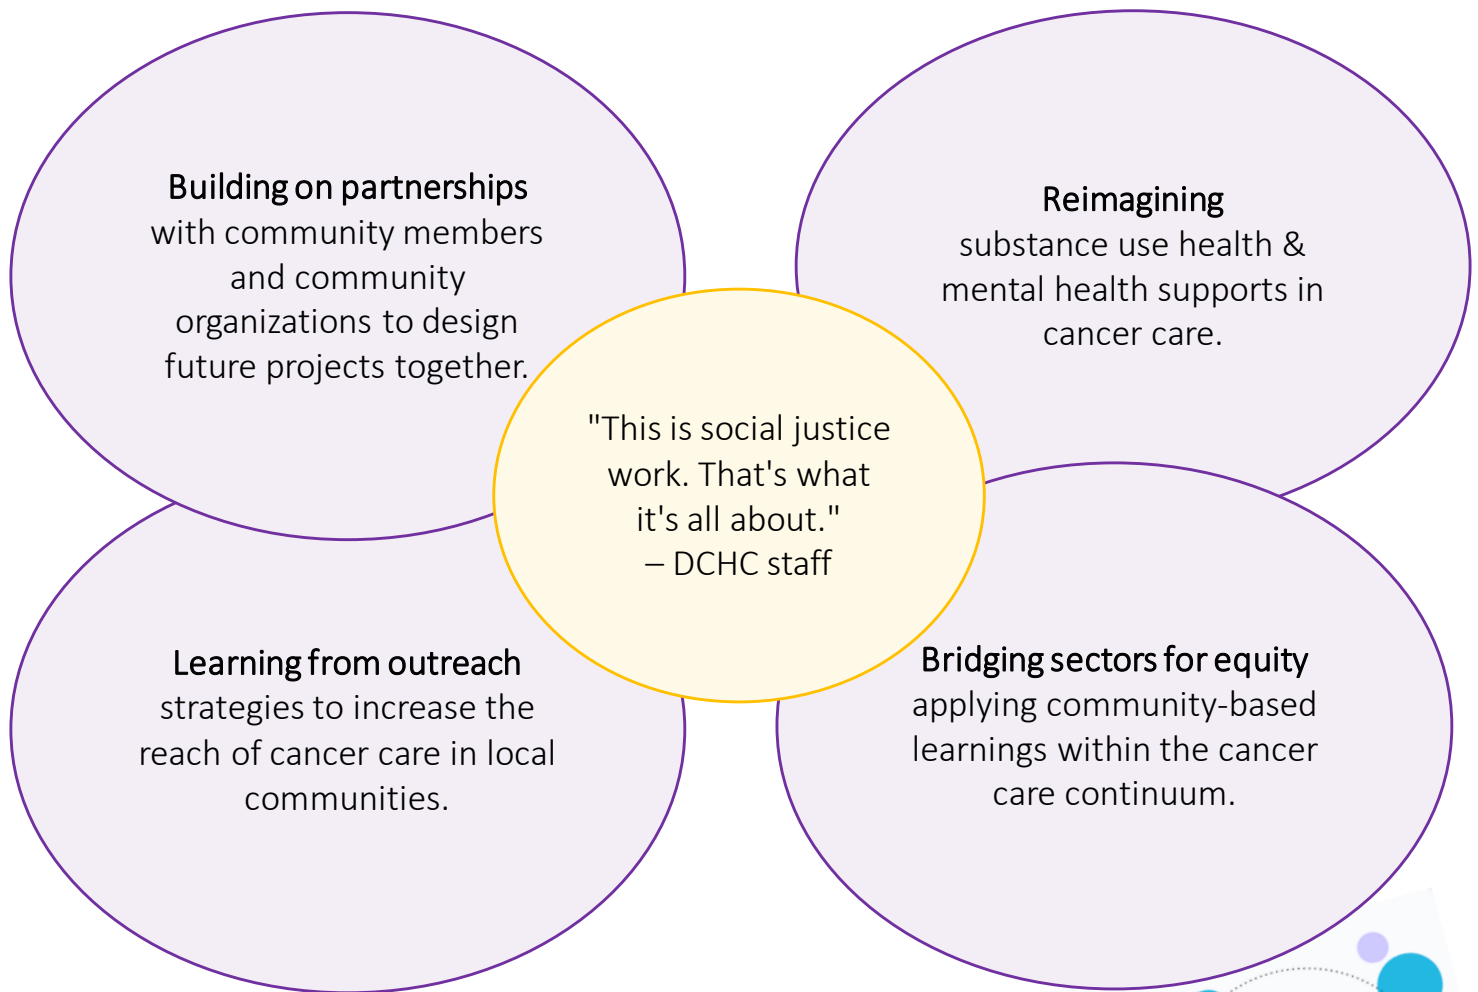 Building on partnerships
with community members
and community
organizations to design
future projects together.
Reimagining
substance use health &
mental health supports in
cancer care.
"This is social justice
work. That's what
it's all about."
– DCHC staff
Learning from outreach
strategies to increase the
reach of cancer care in local
communities.
Bridging sectors for equity
applying community-based
learnings within the cancer
care continuum.